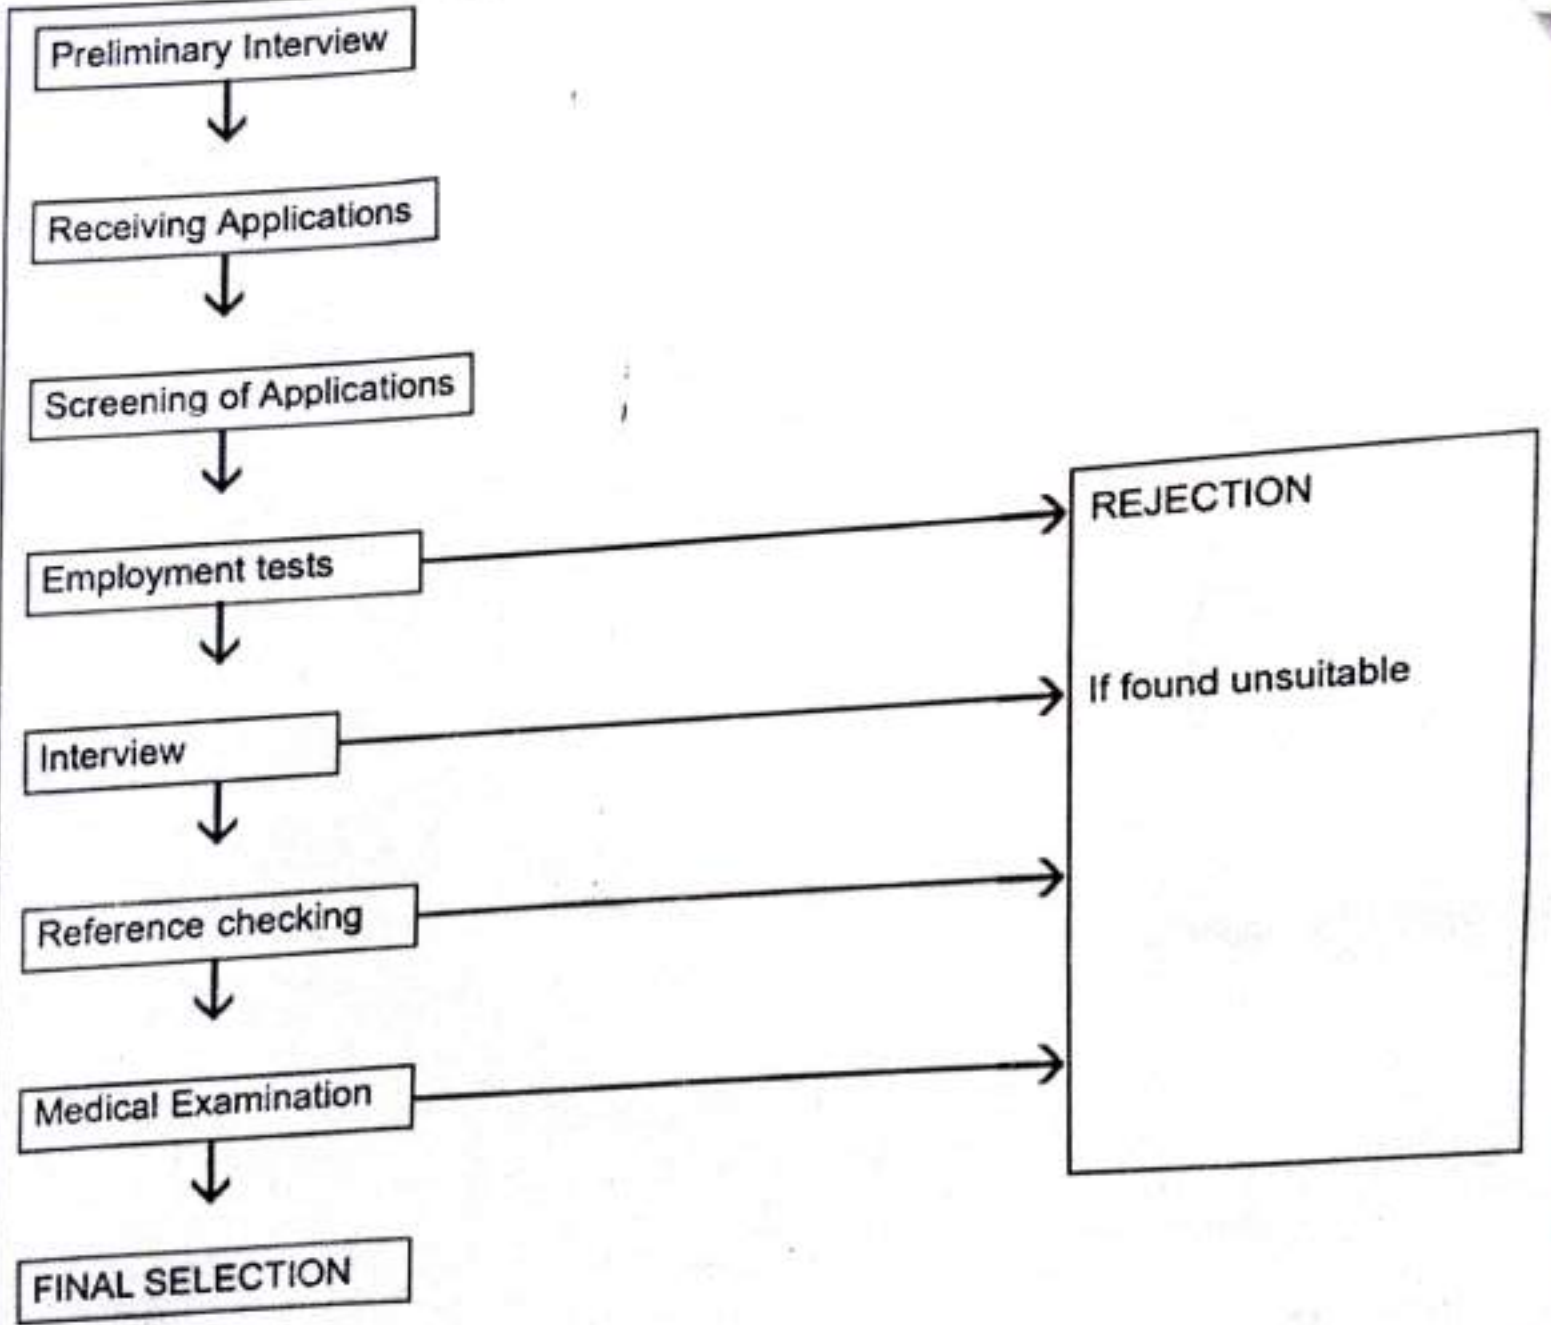 Preliminary Interview
Receiving Applications
Screening of Applications
Employment tests
Interview
Reference checking
Medical Examination
FINAL SELECTION
REJECTION
If found unsuitable